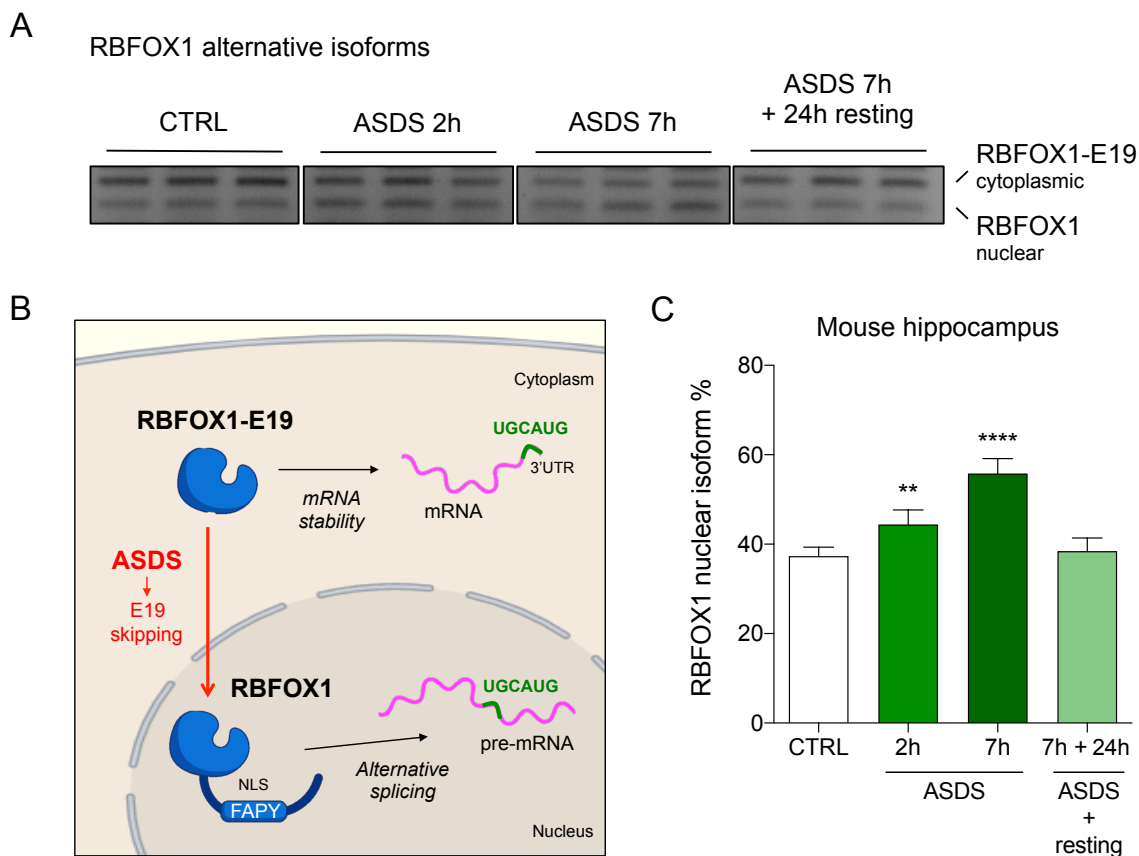 A
RBFOX1 alternative isoforms
CTRL
ASDS 2h
ASDS 7h
ASDS 7h
+ 24h resting
RBFOX1-E19
cytoplasmic
RBFOX1
nuclear
B
Cytoplasm
RBFOX1-E19
UGCAUG
3'UTR
mRNA
stability
mRNA
ASDS
E19
skipping
RBFOX1
UGCAUG
pre-mRNA
NLS
FAPY
Alternative
splicing
Nucleus
C
Mouse hippocampus
RBFOX1 nuclear isoform %
80
60
40
20
0
**
****
CTRL
2h
7h
7h + 24h
ASDS
ASDS
+
resting